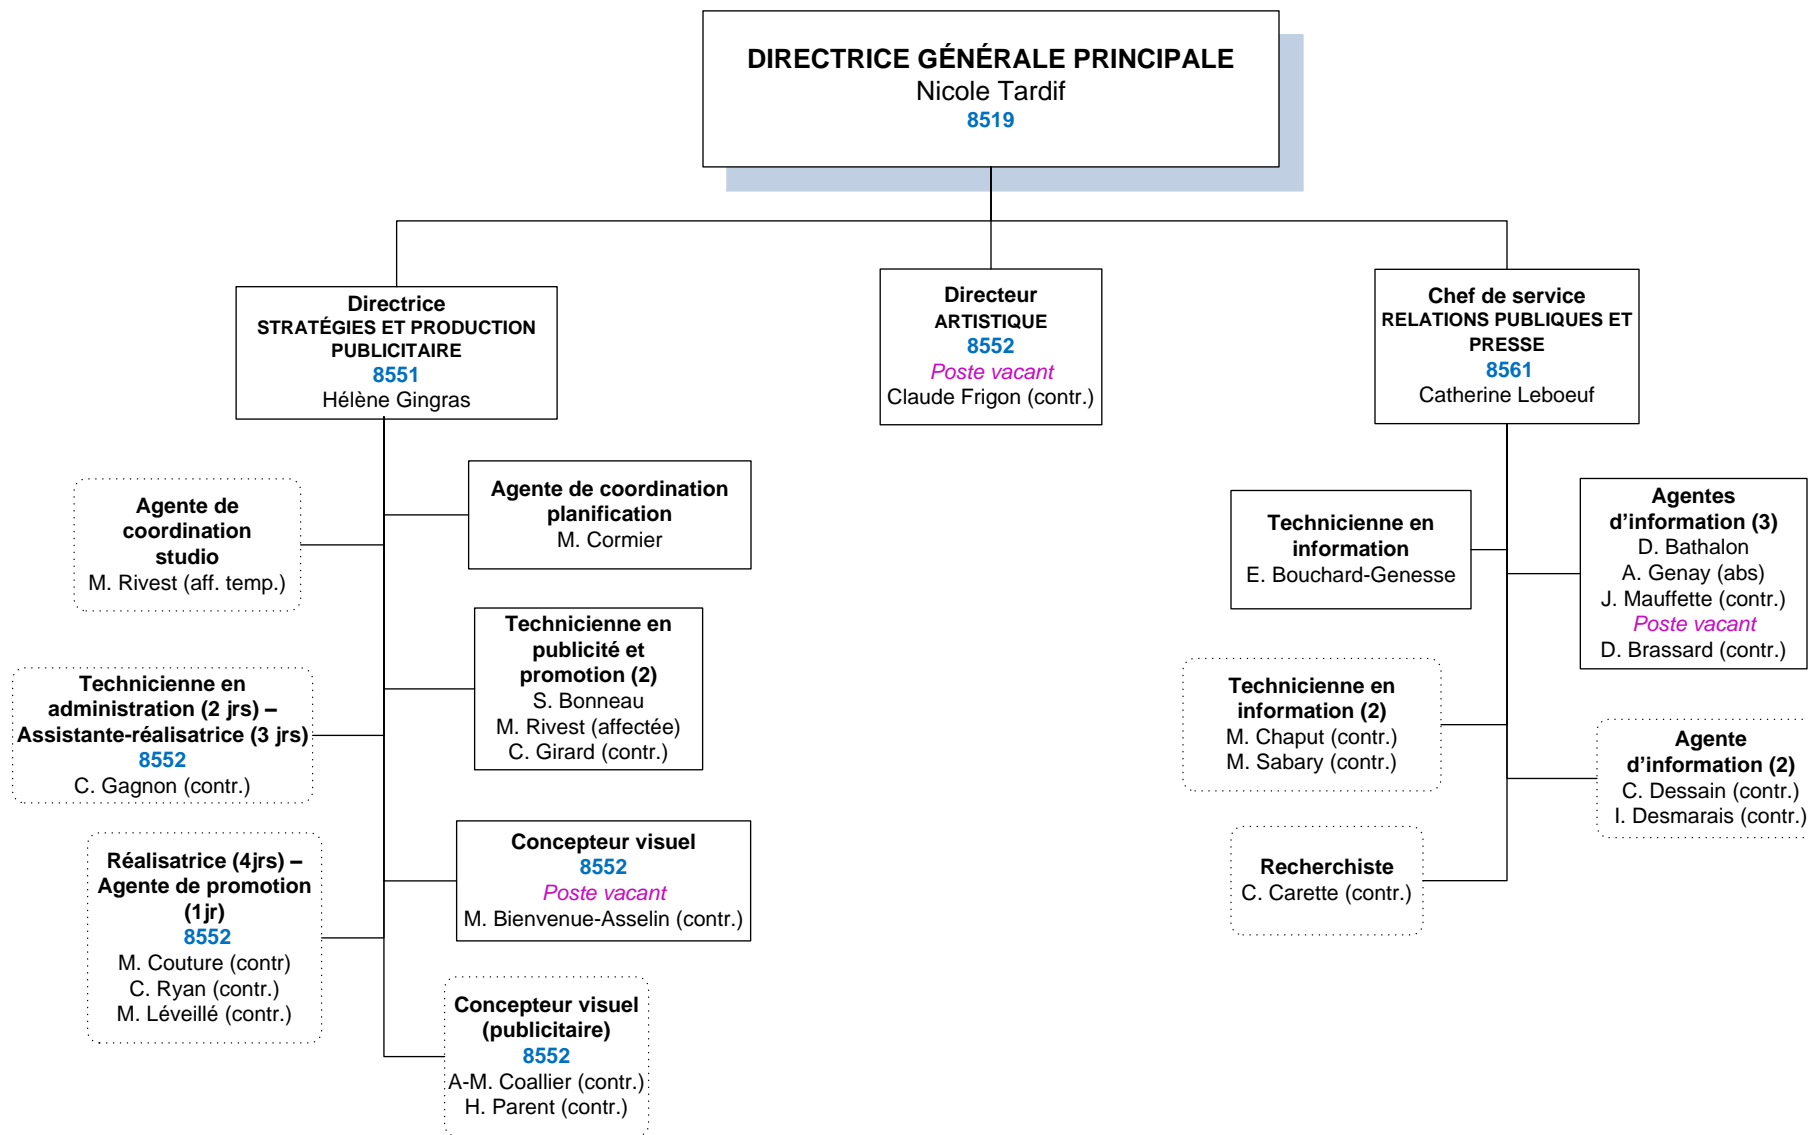 DIRECTRICE GÉNÉRALE PRINCIPALE
Nicole Tardif
8519
Directrice
STRATÉGIES ET PRODUCTION
PUBLICITAIRE
8551
Hélène Gingras
Directeur
ARTISTIQUE
8552
Poste vacant
Claude Frigon (contr.)
Chef de service
RELATIONS PUBLIQUES ET
PRESSE
8561
Catherine Leboeuf
Agente de
coordination
studio
M. Rivest (aff. temp.)
Agente de coordination
planification
M. Cormier
Technicienne en
administration (2 jrs) –
Assistante-réalisatrice (3 jrs)
8552
C. Gagnon (contr.)
Technicienne en
publicité et
promotion (2)
S. Bonneau
M. Rivest (affectée)
C. Girard (contr.)
Réalisatrice (4jrs) –
Agente de promotion
(1jr)
8552
M. Couture (contr)
C. Ryan (contr.)
M. Léveillé (contr.)
Concepteur visuel
8552
Poste vacant
M. Bienvenue-Asselin (contr.)
Concepteur visuel
(publicitaire)
8552
A-M. Coallier (contr.)
H. Parent (contr.)
Technicienne en
information
E. Bouchard-Genesse
Agentes
d'information (3)
D. Bathalon
A. Genay (abs)
J. Mauffette (contr.)
Poste vacant
D. Brassard (contr.)
Technicienne en
information (2)
M. Chaput (contr.)
M. Sabary (contr.)
Agente
d'information (2)
C. Dessain (contr.)
I. Desmarais (contr.)
Recherchiste
C. Carette (contr.)